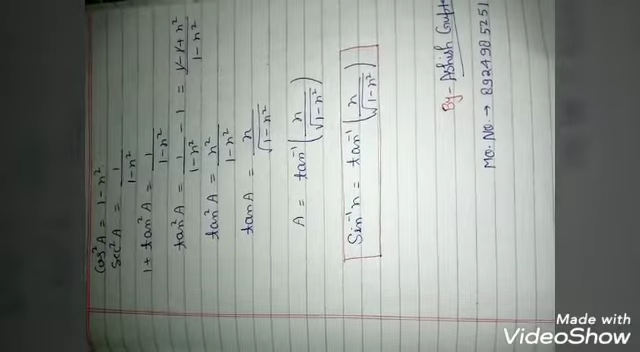 cos²A = 1 - n²
sec²A = 1/(1 - n²)
1 + tan²A = 1/(1 - n²)
tan²A = 1/(1 - n²) - 1 = (1 - 1 + n²)/(1 - n²)
tan²A = n²/(1 - n²)
tanA = n/√(1 - n²)
A = tan⁻¹(n/√(1 - n²))
Sin⁻¹n = tan⁻¹(n/√(1 - n²))
By - Ashish Gupt
Mo. No. → 8924985251
Made with
VideoShow